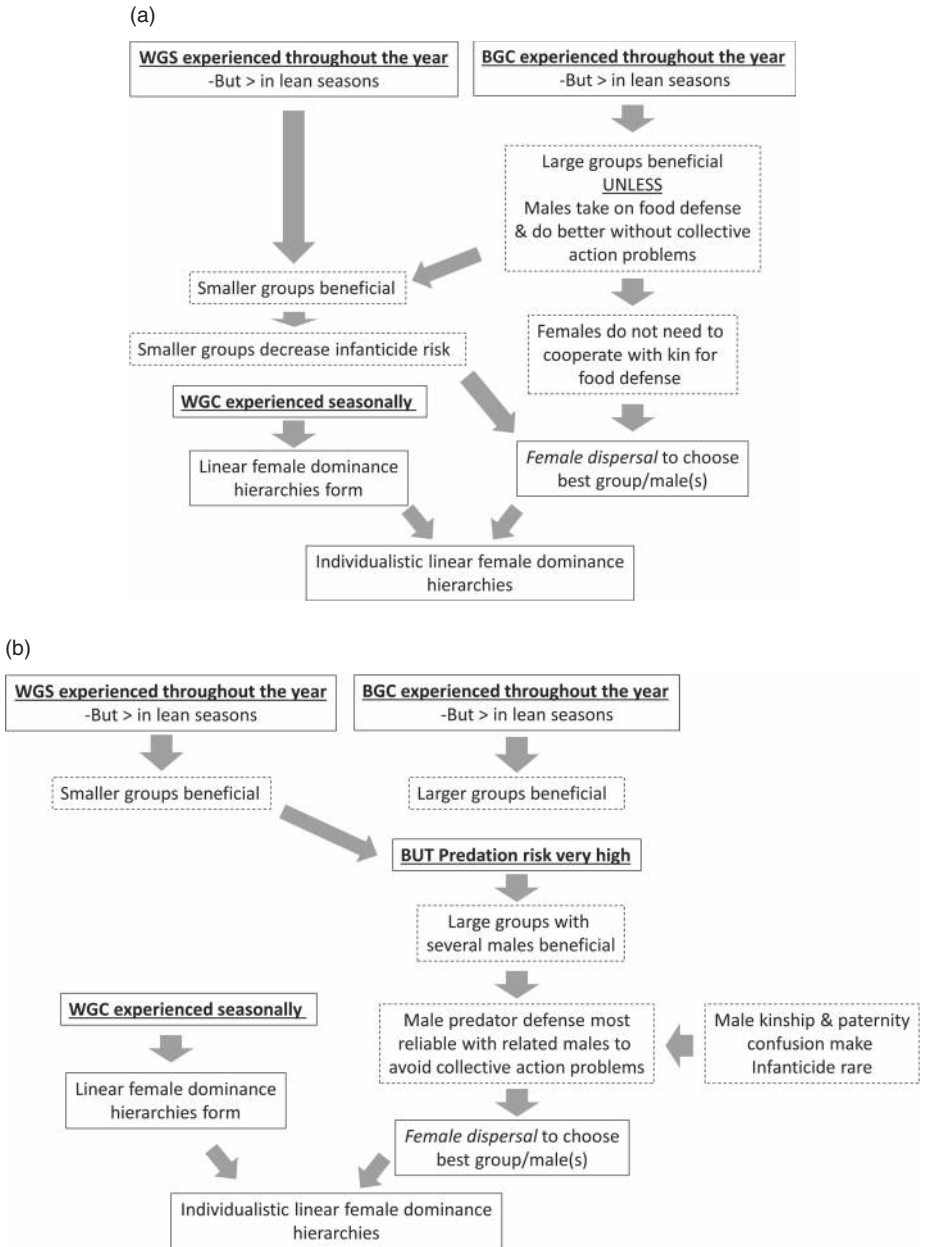 (a)
WGS experienced throughout the year
-But > in lean seasons
BGC experienced throughout the year
-But > in lean seasons
Large groups beneficial
UNLESS
Males take on food defense
& do better without collective
action problems
Smaller groups beneficial
Smaller groups decrease infanticide risk
Females do not need to
cooperate with kin for
food defense
WGC experienced seasonally
Linear female dominance
hierarchies form
Female dispersal to choose
best group/male(s)
Individualistic linear female dominance
hierarchies
(b)
WGS experienced throughout the year
-But > in lean seasons
BGC experienced throughout the year
-But > in lean seasons
Smaller groups beneficial
Larger groups beneficial
BUT Predation risk very high
Large groups with
several males beneficial
WGC experienced seasonally
Male predator defense most
reliable with related males to
avoid collective action problems
Male kinship & paternity
confusion make
Infanticide rare
Linear female dominance
hierarchies form
Female dispersal to choose
best group/male(s)
Individualistic linear female dominance
hierarchies